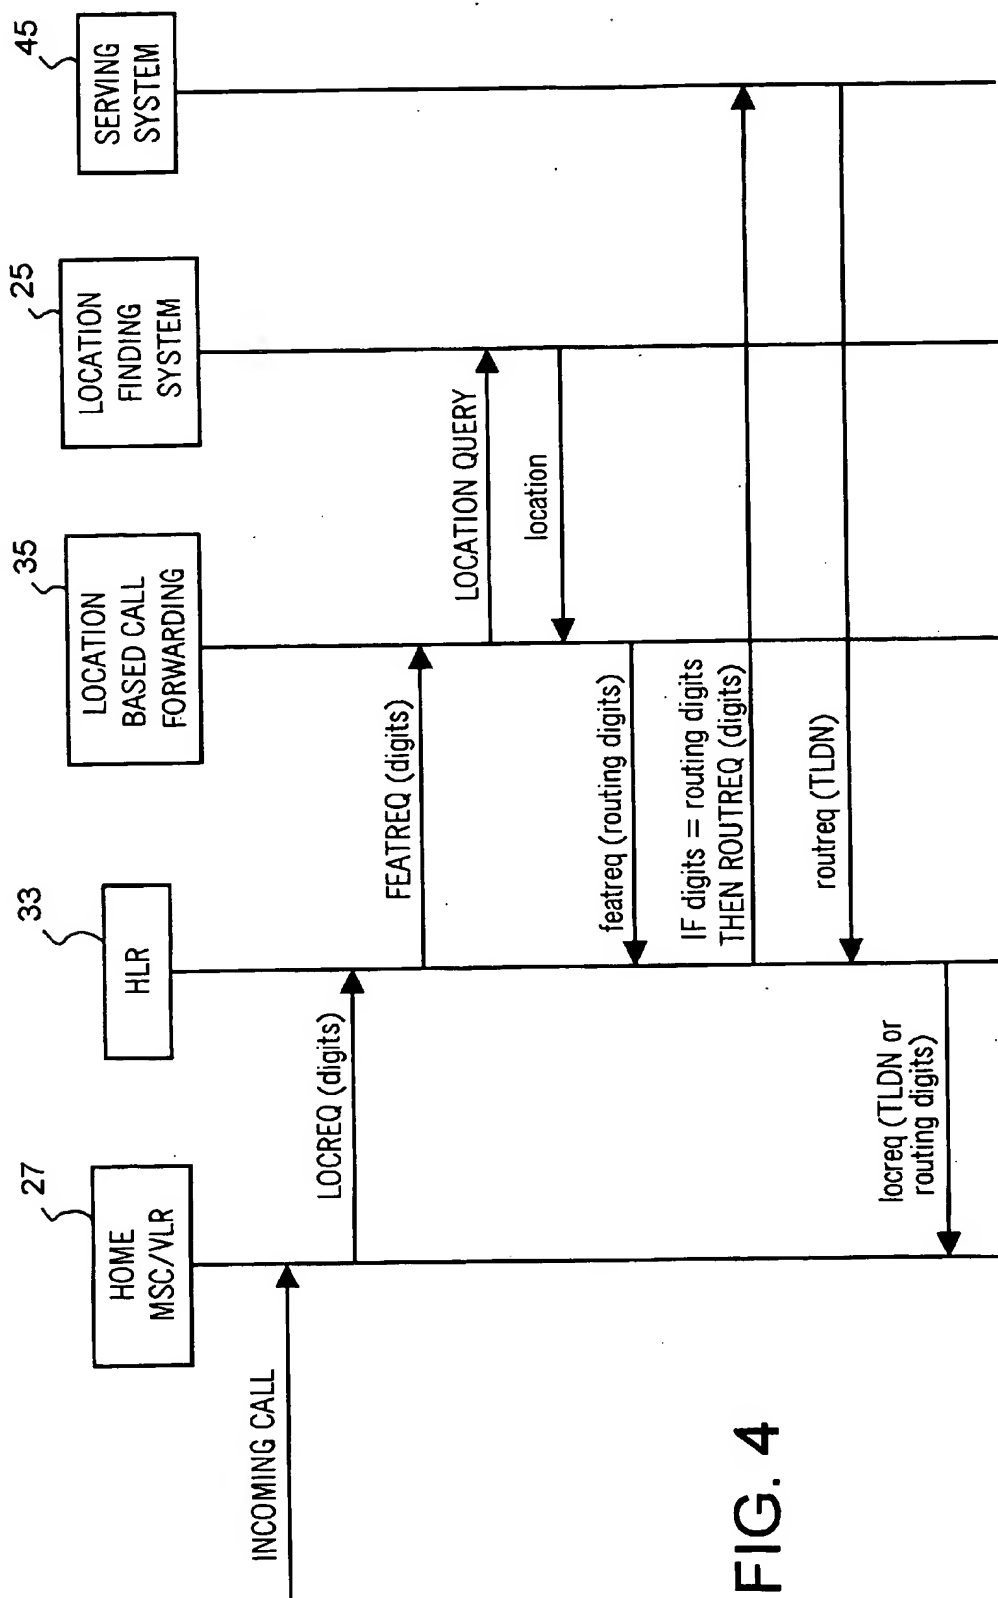 27
HOME
MSC/VLR
33
HLR
35
LOCATION
BASED CALL
FORWARDING
25
LOCATION
FINDING
SYSTEM
45
SERVING
SYSTEM
INCOMING CALL
LOCREQ (digits)
FEATREQ (digits)
LOCATION QUERY
location
featreq (routing digits)
IF digits = routing digits
THEN ROUTREQ (digits)
routreq (TLDN)
locreq (TLDN or
routing digits)
FIG. 4